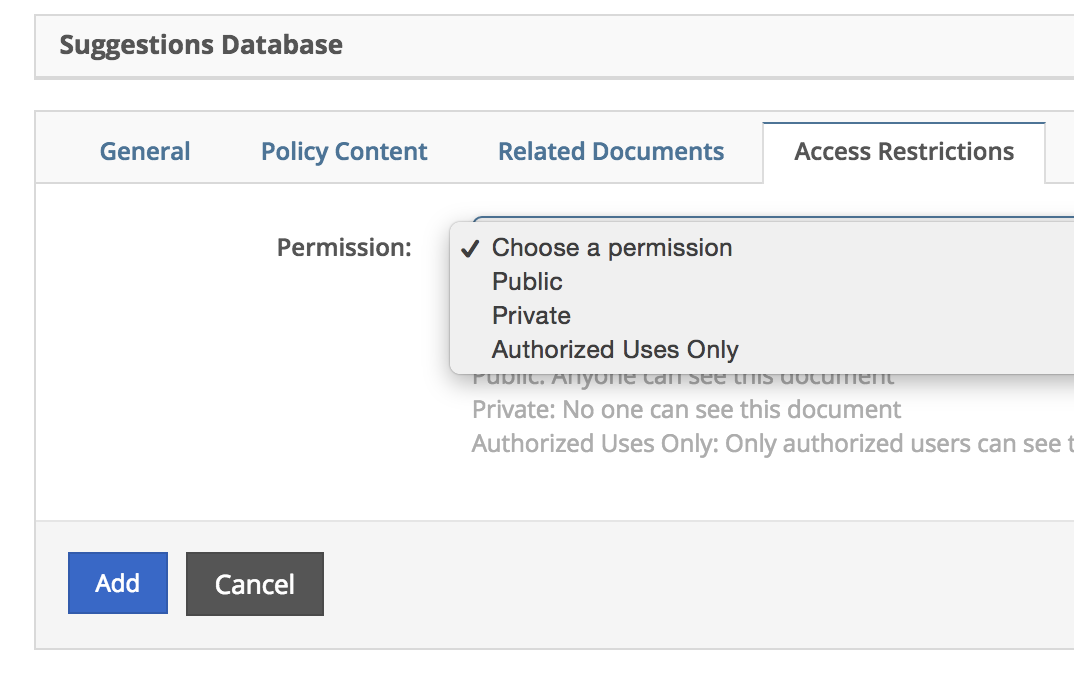 Suggestions Database
General Policy Content Related Documents Access Restrictions
Permission:
✓ Choose a permission
Public
Private
Authorized Uses Only
Public: Anyone can see this document
Private: No one can see this document
Authorized Uses Only: Only authorized users can see t
Add Cancel